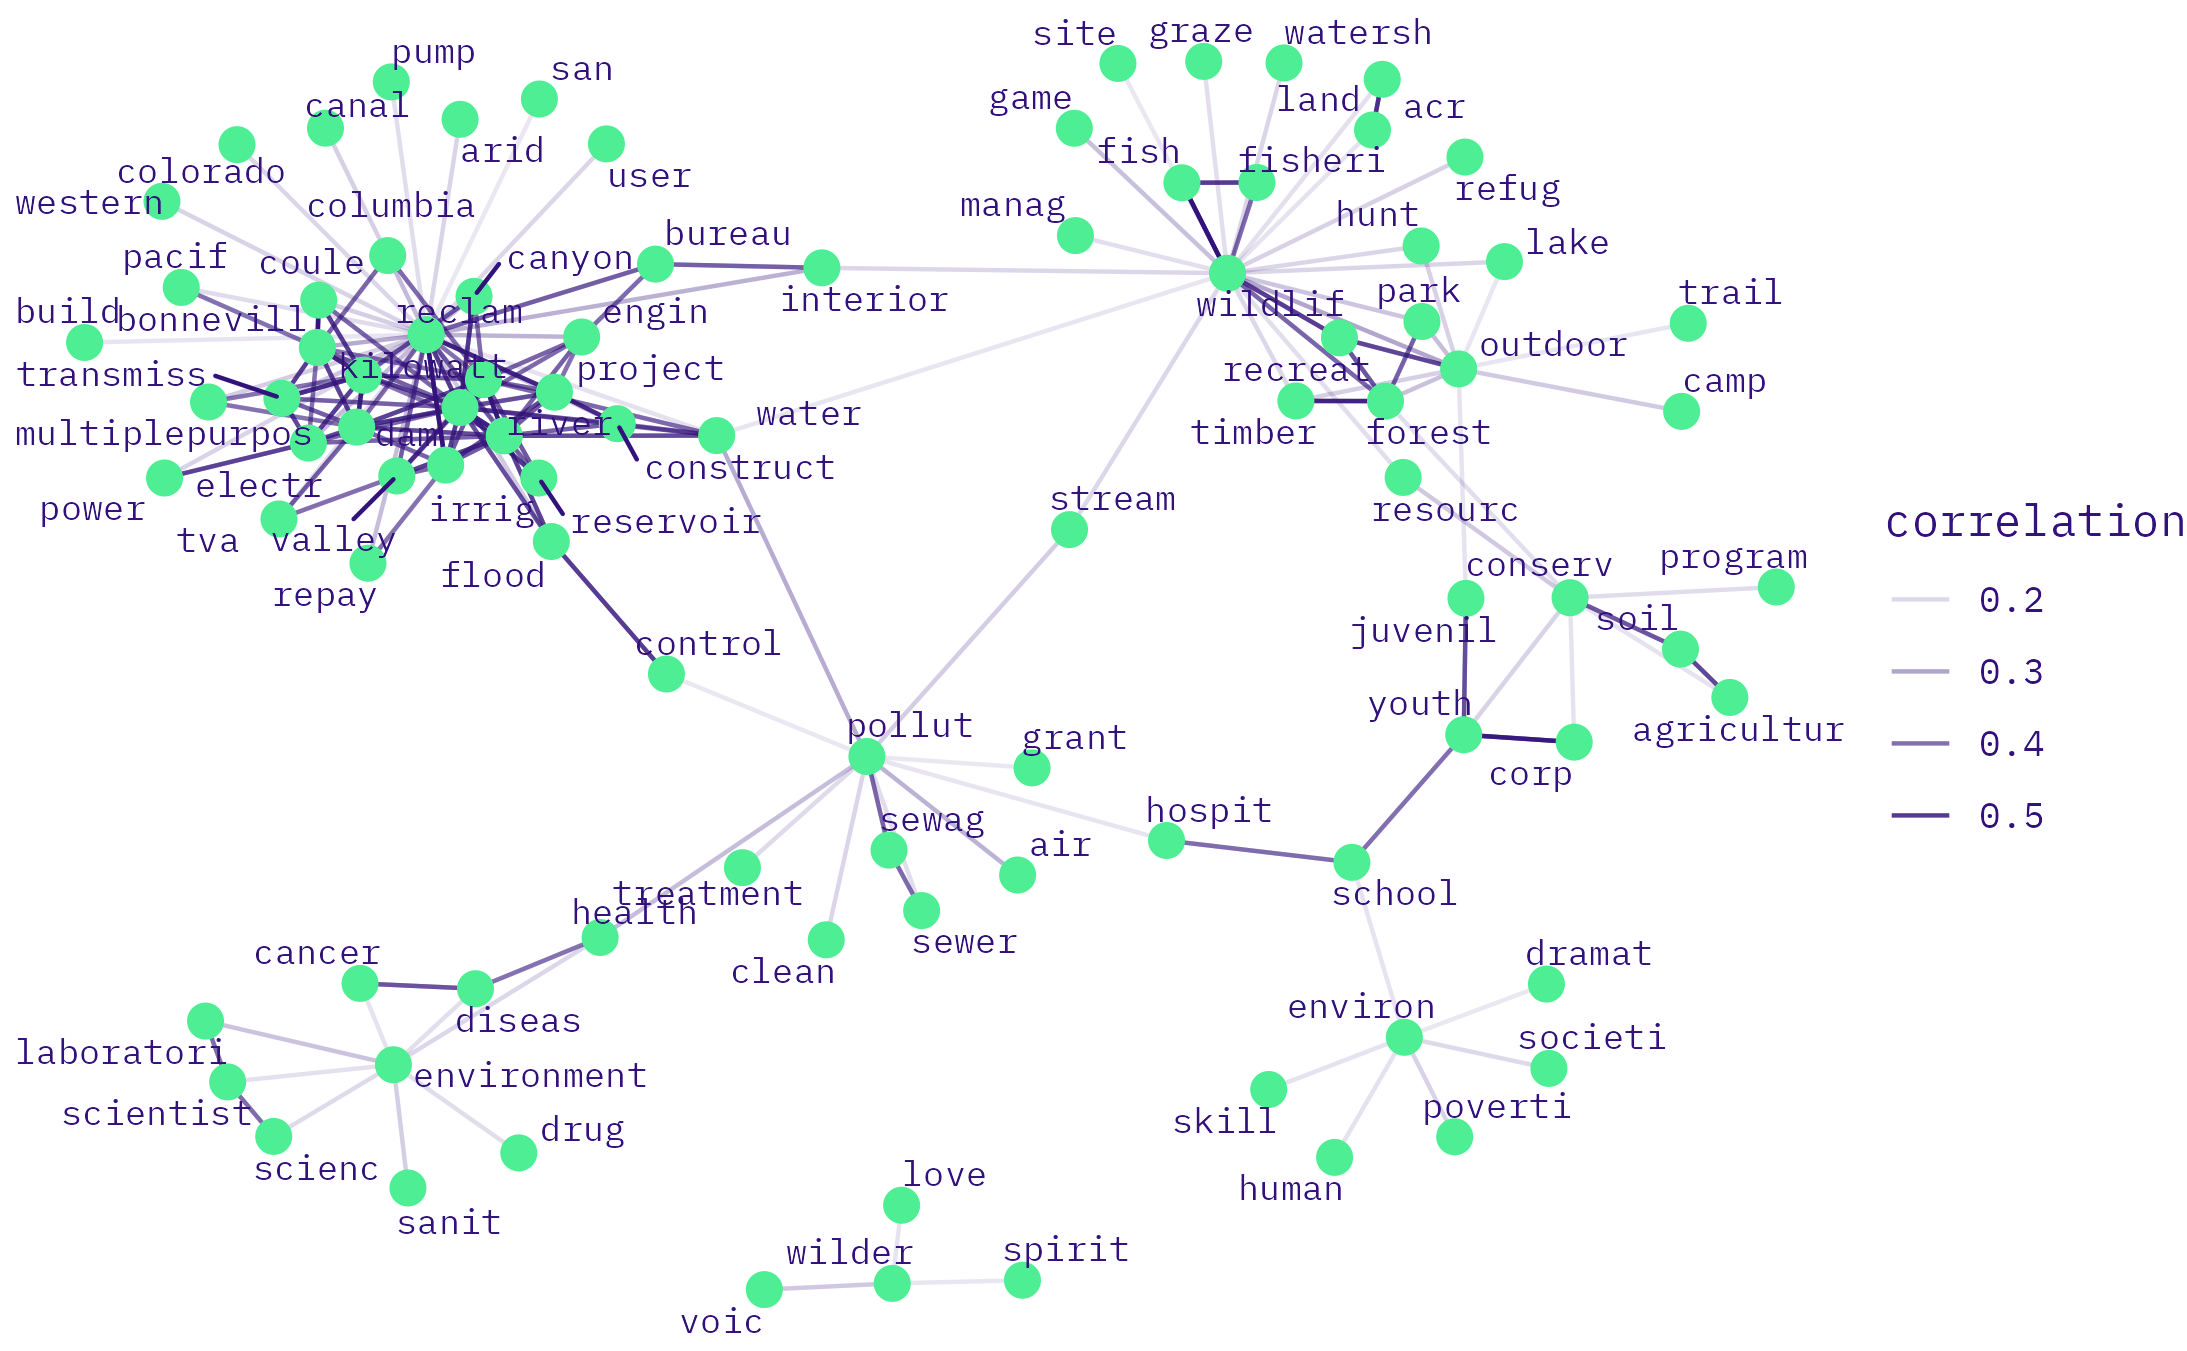 site
graze
watersh
pump
san
game
land
acr
canal
arid
fish
fisheri
colorado
user
refug
western
columbia
manag
hunt
bureau
lake
pacif
coule
canyon
park
trail
interior
build
bonnevill
reclam
engin
wildlif
outdoor
transmiss
kilowatt
project
recreat
camp
multiplepurpos
dam
river
water
timber
forest
construct
power
electr
irrig
reservoir
stream
resourc
correlation
tva
valley
conserv
program
repay
flood
0.2
juvenil
soil
control
0.3
youth
pollut
grant
agricultur
0.4
corp
sewag
hospit
0.5
air
treatment
health
school
cancer
clean
sewer
dramat
diseas
environ
societi
laboratori
environment
scientist
drug
skill
poverti
scienc
love
human
sanit
wilder
spirit
voic